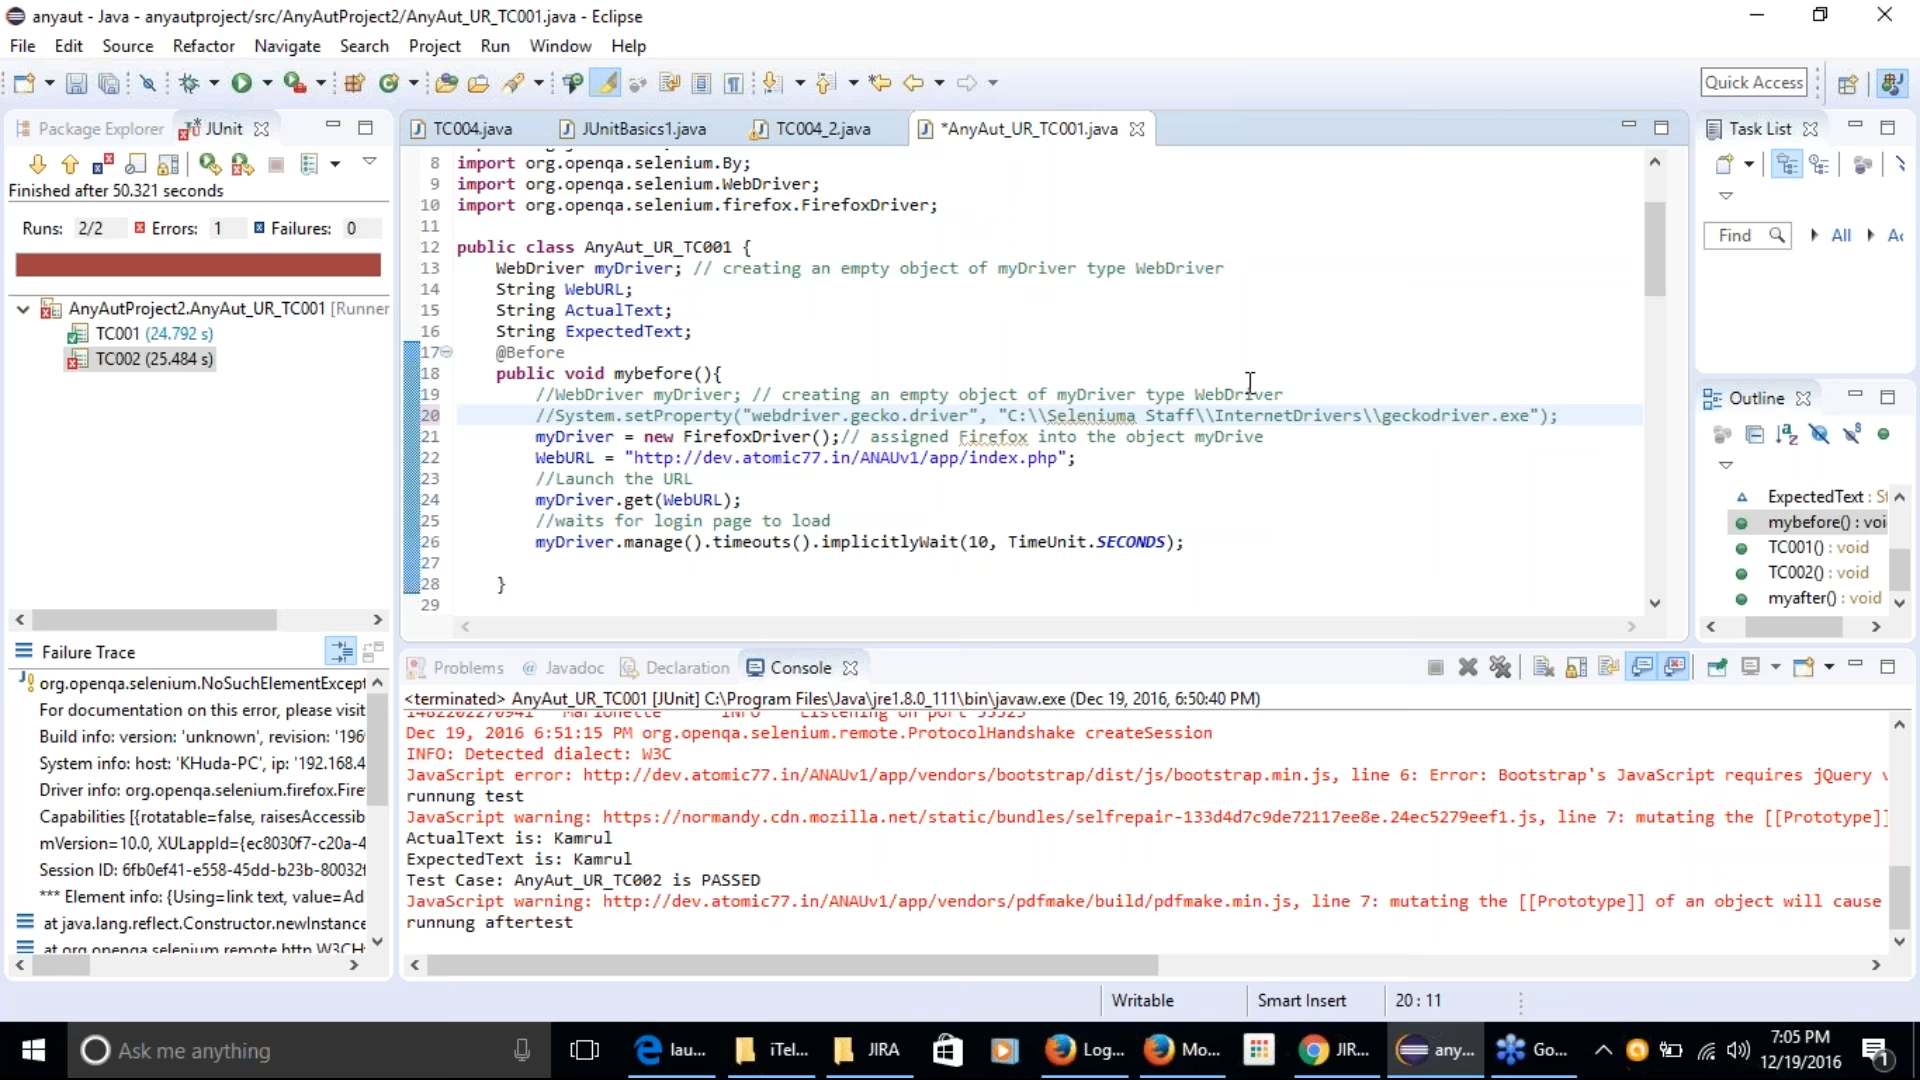 anyaut - Java - anyautproject/src/AnyAutProject2/AnyAut_UR_TC001.java - Eclipse
File Edit Source Refactor Navigate Search Project Run Window Help
Quick Access
Package Explorer JUnit
Finished after 50.321 seconds
Runs: 2/2 Errors: 1 Failures: 0
AnyAutProject2.AnyAut_UR_TC001 [Runner
TC001 (24.792 s)
TC002 (25.484 s)
Failure Trace
org.openqa.selenium.NoSuchElementExcept
For documentation on this error, please visit
Build info: version: 'unknown', revision: '196
System info: host: 'KHuda-PC', ip: '192.168.4
Driver info: org.openqa.selenium.firefox.Fire
Capabilities [{rotatable=false, raisesAccessib
mVersion=10.0, XULappId={ec8030f7-c20a-4
Session ID: 6fb0ef41-e558-45dd-b23b-80032f
*** Element info: {Using=link text, value=Ad
at java.lang.reflect.Constructor.newInstance
at org.openqa.selenium.remote.http.W3CH
TC004.java JUnitBasics1.java TC004_2.java *AnyAut_UR_TC001.java
8 import org.openqa.selenium.By;
9 import org.openqa.selenium.WebDriver;
10 import org.openqa.selenium.firefox.FirefoxDriver;
11
12 public class AnyAut_UR_TC001 {
13 WebDriver myDriver; // creating an empty object of myDriver type WebDriver
14 String WebURL;
15 String ActualText;
16 String ExpectedText;
17 @Before
18 public void mybefore(){
19 //WebDriver myDriver; // creating an empty object of myDriver type WebDriver
20 //System.setProperty("webdriver.gecko.driver", "C:\\Seleniuma Staff\\InternetDrivers\\geckodriver.exe");
21 myDriver = new FirefoxDriver();// assigned Firefox into the object myDrive
22 WebURL = "http://dev.atomic77.in/ANAUv1/app/index.php";
23 //Launch the URL
24 myDriver.get(WebURL);
25 //waits for login page to load
26 myDriver.manage().timeouts().implicitlyWait(10, TimeUnit.SECONDS);
27
28 }
29
Problems Javadoc Declaration Console
<terminated> AnyAut_UR_TC001 [JUnit] C:\Program Files\Java\jre1.8.0_111\bin\javaw.exe (Dec 19, 2016, 6:50:40 PM)
1482202270941 Marionette INFO Listening on port 53523
Dec 19, 2016 6:51:15 PM org.openqa.selenium.remote.ProtocolHandshake createSession
INFO: Detected dialect: W3C
JavaScript error: http://dev.atomic77.in/ANAUv1/app/vendors/bootstrap/dist/js/bootstrap.min.js, line 6: Error: Bootstrap's JavaScript requires jQuery v
runnung test
JavaScript warning: https://normandy.cdn.mozilla.net/static/bundles/selfrepair-133d4d7c9de72117ee8e.24ec5279eef1.js, line 7: mutating the [[Prototype]]
ActualText is: Kamrul
ExpectedText is: Kamrul
Test Case: AnyAut_UR_TC002 is PASSED
JavaScript warning: http://dev.atomic77.in/ANAUv1/app/vendors/pdfmake/build/pdfmake.min.js, line 7: mutating the [[Prototype]] of an object will cause
runnung aftertest
Task List
Find All Ac
Outline
ExpectedText : St
mybefore() : voi
TC001() : void
TC002() : void
myafter() : void
Writable Smart Insert 20 : 11
Ask me anything
lau... iTel... JIRA Log... Mo... JIR... any... Go...
7:05 PM
12/19/2016
1